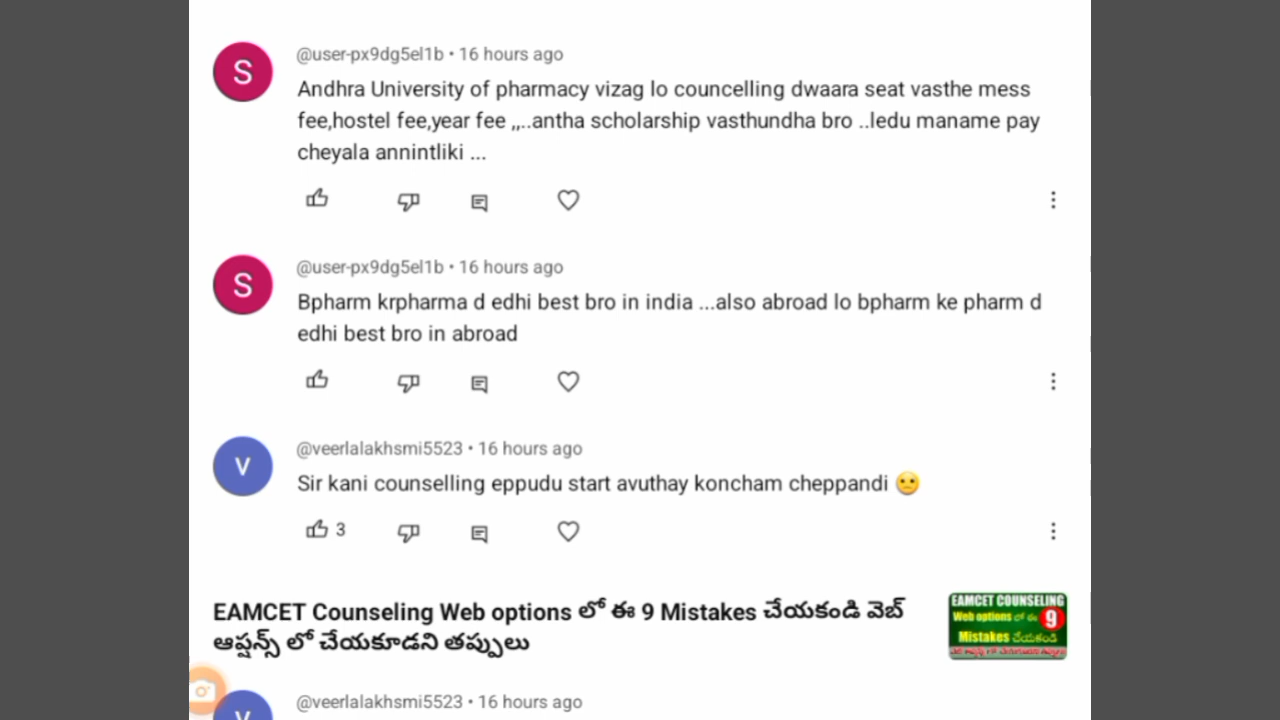 S
@user-px9dg5el1b • 16 hours ago
Andhra University of pharmacy vizag lo councelling dwaara seat vasthe mess
fee,hostel fee,year fee ,,..antha scholarship vasthundha bro ..ledu maname pay
cheyala annintliki ...
S
@user-px9dg5el1b • 16 hours ago
Bpharm krpharma d edhi best bro in india ...also abroad lo bpharm ke pharm d
edhi best bro in abroad
V
@veerlalakhsmi5523 • 16 hours ago
Sir kani counselling eppudu start avuthay koncham cheppandi 😕
3
EAMCET Counseling Web options లో ఈ 9 Mistakes చేయకండి వెబ్
ఆప్షన్స్ లో చేయకూడని తప్పులు
EAMCET COUNSELING
Web options లో ఈ 9
Mistakes చేయకండి
V
@veerlalakhsmi5523 • 16 hours ago